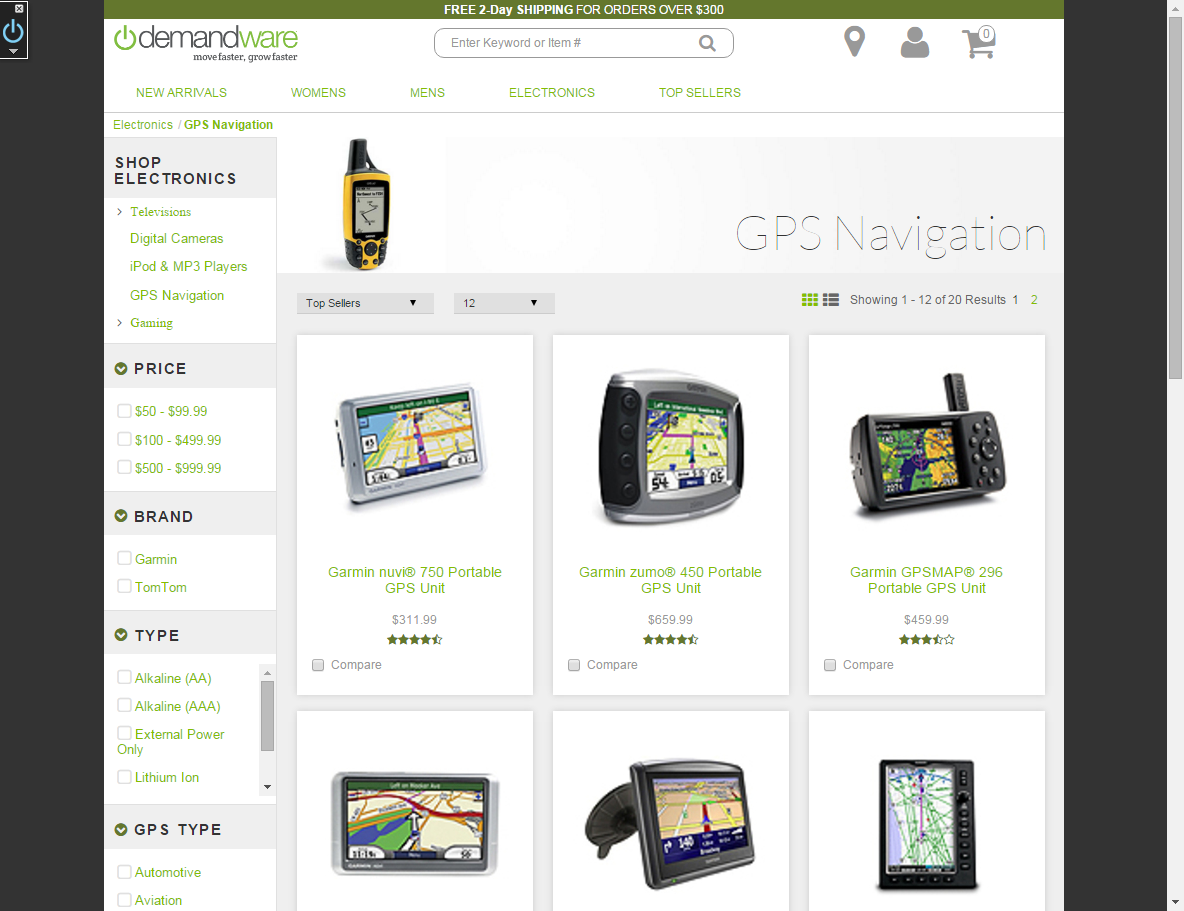 FREE 2-Day SHIPPING FOR ORDERS OVER $300
demandware
move faster, grow faster
Enter Keyword or Item #
0
NEW ARRIVALS WOMENS MENS ELECTRONICS TOP SELLERS
Electronics / GPS Navigation
SHOP
ELECTRONICS
Televisions
Digital Cameras
iPod & MP3 Players
GPS Navigation
Gaming
PRICE
$50 - $99.99
$100 - $499.99
$500 - $999.99
BRAND
Garmin
TomTom
TYPE
Alkaline (AA)
Alkaline (AAA)
External Power
Only
Lithium Ion
GPS TYPE
Automotive
Aviation
GPS Navigation
Top Sellers 12 Showing 1 - 12 of 20 Results 1 2
Garmin nuvi® 750 Portable
GPS Unit
$311.99
Compare
Garmin zumo® 450 Portable
GPS Unit
$659.99
Compare
Garmin GPSMAP® 296
Portable GPS Unit
$459.99
Compare